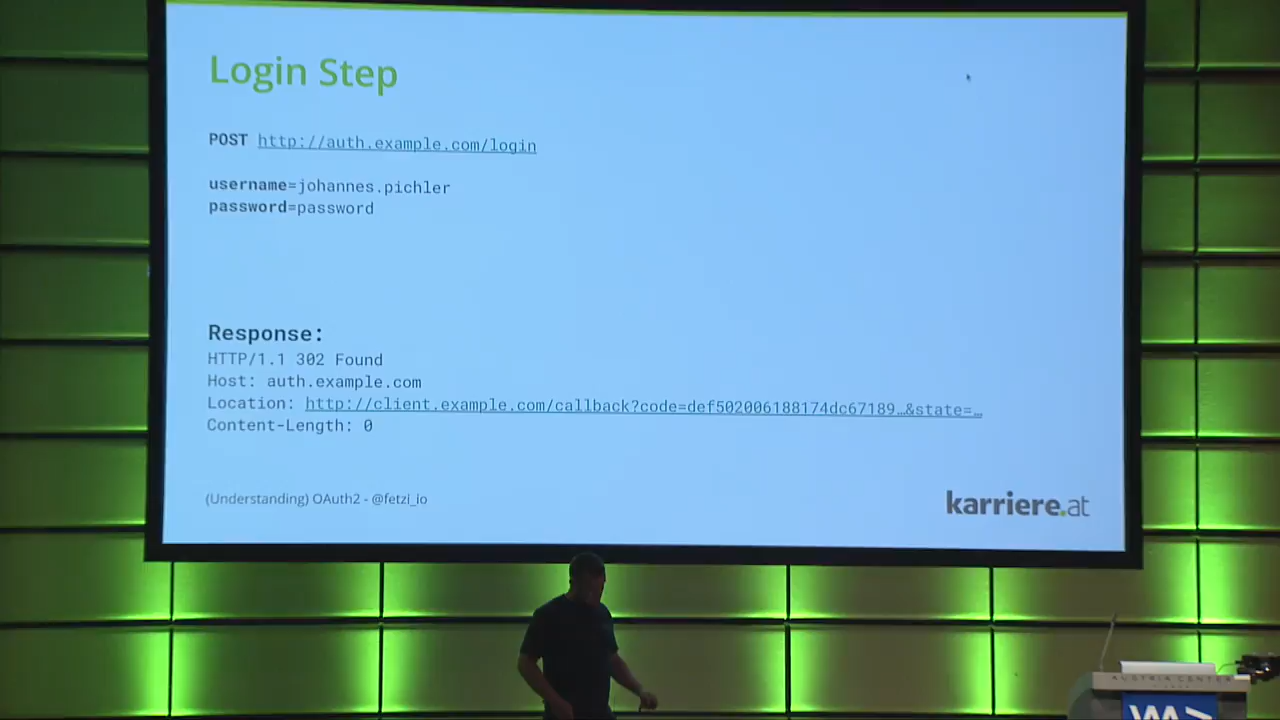 Login Step
POST http://auth.example.com/login
username=johannes.pichler
password=password
Response:
HTTP/1.1 302 Found
Host: auth.example.com
Location: http://client.example.com/callback?code=def502006188174dc67189…&state=…
Content-Length: 0
(Understanding) OAuth2 - @fetzi_io
karriere.at
AUSTRIA CENTER